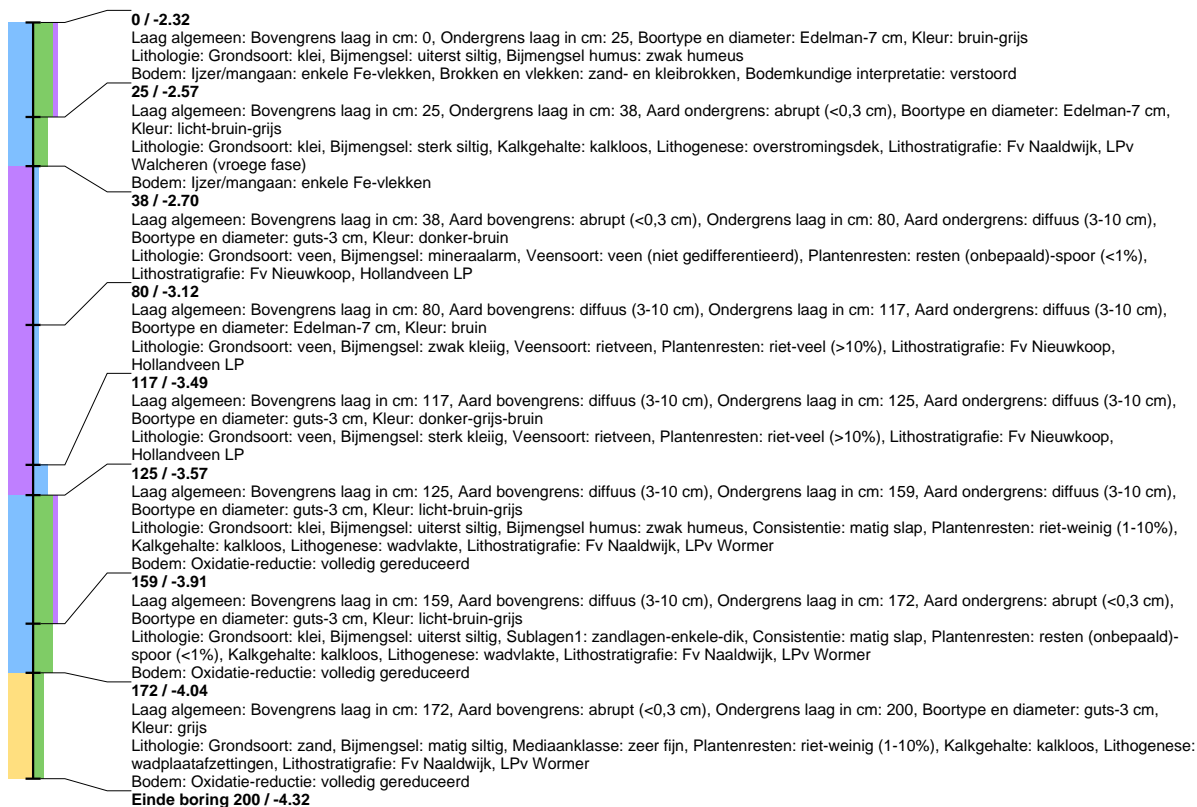 0 / -2.32
Laag algemeen: Bovengrens laag in cm: 0, Ondergrens laag in cm: 25, Boortype en diameter: Edelman-7 cm, Kleur: bruin-grijs
Lithologie: Grondsoort: klei, Bijmengsel: uiterst siltig, Bijmengsel humus: zwak humeus
Bodem: Ijzer/mangaan: enkele Fe-vlekken, Brokken en vlekken: zand- en kleibrokken, Bodemkundige interpretatie: verstoord
25 / -2.57
Laag algemeen: Bovengrens laag in cm: 25, Ondergrens laag in cm: 38, Aard ondergrens: abrupt (<0,3 cm), Boortype en diameter: Edelman-7 cm,
Kleur: licht-bruin-grijs
Lithologie: Grondsoort: klei, Bijmengsel: sterk siltig, Kalkgehalte: kalkloos, Lithogenese: overstromingsdek, Lithostratigrafie: Fv Naaldwijk, LPv
Walcheren (vroege fase)
Bodem: Ijzer/mangaan: enkele Fe-vlekken
38 / -2.70
Laag algemeen: Bovengrens laag in cm: 38, Aard bovengrens: abrupt (<0,3 cm), Ondergrens laag in cm: 80, Aard ondergrens: diffuus (3-10 cm),
Boortype en diameter: guts-3 cm, Kleur: donker-bruin
Lithologie: Grondsoort: veen, Bijmengsel: mineraalarm, Veensoort: veen (niet gedifferentieerd), Plantenresten: resten (onbepaald)-spoor (<1%),
Lithostratigrafie: Fv Nieuwkoop, Hollandveen LP
80 / -3.12
Laag algemeen: Bovengrens laag in cm: 80, Aard bovengrens: diffuus (3-10 cm), Ondergrens laag in cm: 117, Aard ondergrens: diffuus (3-10 cm),
Boortype en diameter: Edelman-7 cm, Kleur: bruin
Lithologie: Grondsoort: veen, Bijmengsel: zwak kleiig, Veensoort: rietveen, Plantenresten: riet-veel (>10%), Lithostratigrafie: Fv Nieuwkoop,
Hollandveen LP
117 / -3.49
Laag algemeen: Bovengrens laag in cm: 117, Aard bovengrens: diffuus (3-10 cm), Ondergrens laag in cm: 125, Aard ondergrens: diffuus (3-10 cm),
Boortype en diameter: guts-3 cm, Kleur: donker-grijs-bruin
Lithologie: Grondsoort: veen, Bijmengsel: sterk kleiig, Veensoort: rietveen, Plantenresten: riet-veel (>10%), Lithostratigrafie: Fv Nieuwkoop,
Hollandveen LP
125 / -3.57
Laag algemeen: Bovengrens laag in cm: 125, Aard bovengrens: diffuus (3-10 cm), Ondergrens laag in cm: 159, Aard ondergrens: diffuus (3-10 cm),
Boortype en diameter: guts-3 cm, Kleur: licht-bruin-grijs
Lithologie: Grondsoort: klei, Bijmengsel: uiterst siltig, Bijmengsel humus: zwak humeus, Consistentie: matig slap, Plantenresten: riet-weinig (1-10%),
Kalkgehalte: kalkloos, Lithogenese: wadvlakte, Lithostratigrafie: Fv Naaldwijk, LPv Wormer
Bodem: Oxidatie-reductie: volledig gereduceerd
159 / -3.91
Laag algemeen: Bovengrens laag in cm: 159, Aard bovengrens: diffuus (3-10 cm), Ondergrens laag in cm: 172, Aard ondergrens: abrupt (<0,3 cm),
Boortype en diameter: guts-3 cm, Kleur: licht-bruin-grijs
Lithologie: Grondsoort: klei, Bijmengsel: uiterst siltig, Sublagen1: zandlagen-enkele-dik, Consistentie: matig slap, Plantenresten: resten (onbepaald)-
spoor (<1%), Kalkgehalte: kalkloos, Lithogenese: wadvlakte, Lithostratigrafie: Fv Naaldwijk, LPv Wormer
Bodem: Oxidatie-reductie: volledig gereduceerd
172 / -4.04
Laag algemeen: Bovengrens laag in cm: 172, Aard bovengrens: abrupt (<0,3 cm), Ondergrens laag in cm: 200, Boortype en diameter: guts-3 cm,
Kleur: grijs
Lithologie: Grondsoort: zand, Bijmengsel: matig siltig, Mediaanklasse: zeer fijn, Plantenresten: riet-weinig (1-10%), Kalkgehalte: kalkloos, Lithogenese:
wadplaatafzettingen, Lithostratigrafie: Fv Naaldwijk, LPv Wormer
Bodem: Oxidatie-reductie: volledig gereduceerd
Einde boring 200 / -4.32